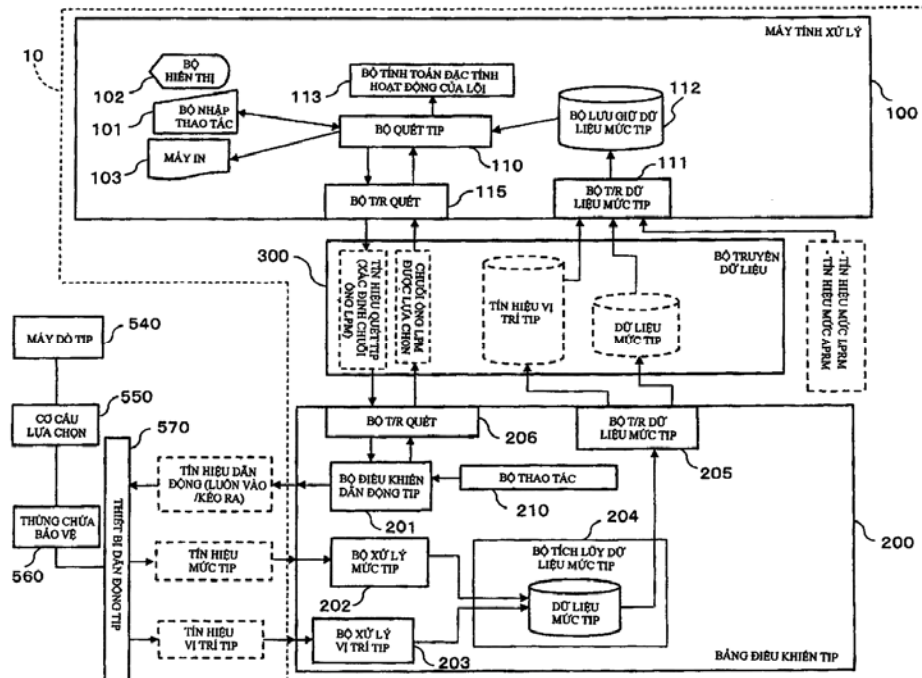 10
MÁY TÍNH XỬ LÝ
BỘ
HIỂN THỊ
102
BỘ NHẬP
THAO TÁC
101
MÁY IN
103
113
BỘ TÍNH TOÁN ĐẶC TÍNH
HOẠT ĐỘNG CỦA LÕI
BỘ QUÉT TIP
110
BỘ T/R QUÉT
115
BỘ LƯU GIỮ DỮ
LIỆU MỨC TIP
112
BỘ T/R DỮ
LIỆU MỨC TIP
111
100
300
TÍN HIỆU QUÉT TIP
(XÁC ĐỊNH CHUỖI
ỐNG LPM)
CHUỖI ỐNG LPM
ĐƯỢC LỰA CHỌN
TÍN HIỆU VỊ
TRÍ TIP
BỘ TRUYỀN
DỮ LIỆU
DỮ LIỆU
MỨC TIP
- TÍN HIỆU MỨC LPRM
- TÍN HIỆU MỨC APRM
MÁY DÒ TIP
540
CƠ CẤU
LỰA CHỌN
550
THÙNG CHỨA
BẢO VỆ
560
570
THIẾT BỊ DẪN ĐỘNG TIP
TÍN HIỆU DẪN
ĐỘNG (LUỒN VÀO
/KÉO RA)
TÍN HIỆU
MỨC TIP
TÍN HIỆU
VỊ TRÍ TIP
BỘ T/R QUÉT
206
BỘ ĐIỀU KHIỂN
DẪN ĐỘNG TIP
201
BỘ THAO TÁC
210
BỘ T/R DỮ
LIỆU MỨC TIP
205
BỘ XỬ LÝ
MỨC TIP
202
BỘ XỬ LÝ
VỊ TRÍ TIP
203
204
BỘ TÍCH LŨY DỮ
LIỆU MỨC TIP
DỮ LIỆU
MỨC TIP
200
BẢNG ĐIỀU KHIỂN TIP